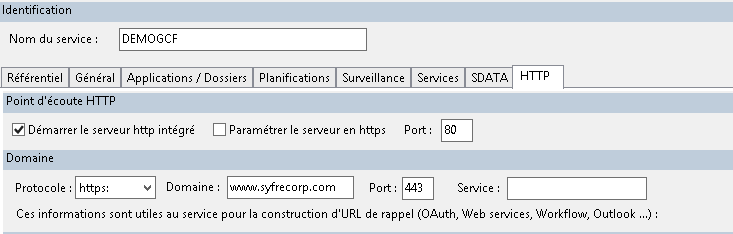 Identification
Nom du service : DEMOGCF
Référentiel Général Applications / Dossiers Planifications Surveillance Services SDATA HTTP
Point d'écoute HTTP
Démarrer le serveur http intégré Paramétrer le serveur en https Port : 80
Domaine
Protocole : https: Domaine : www.syfrecorp.com Port : 443 Service :
Ces informations sont utiles au service pour la construction d'URL de rappel (OAuth, Web services, Workflow, Outlook ...) :